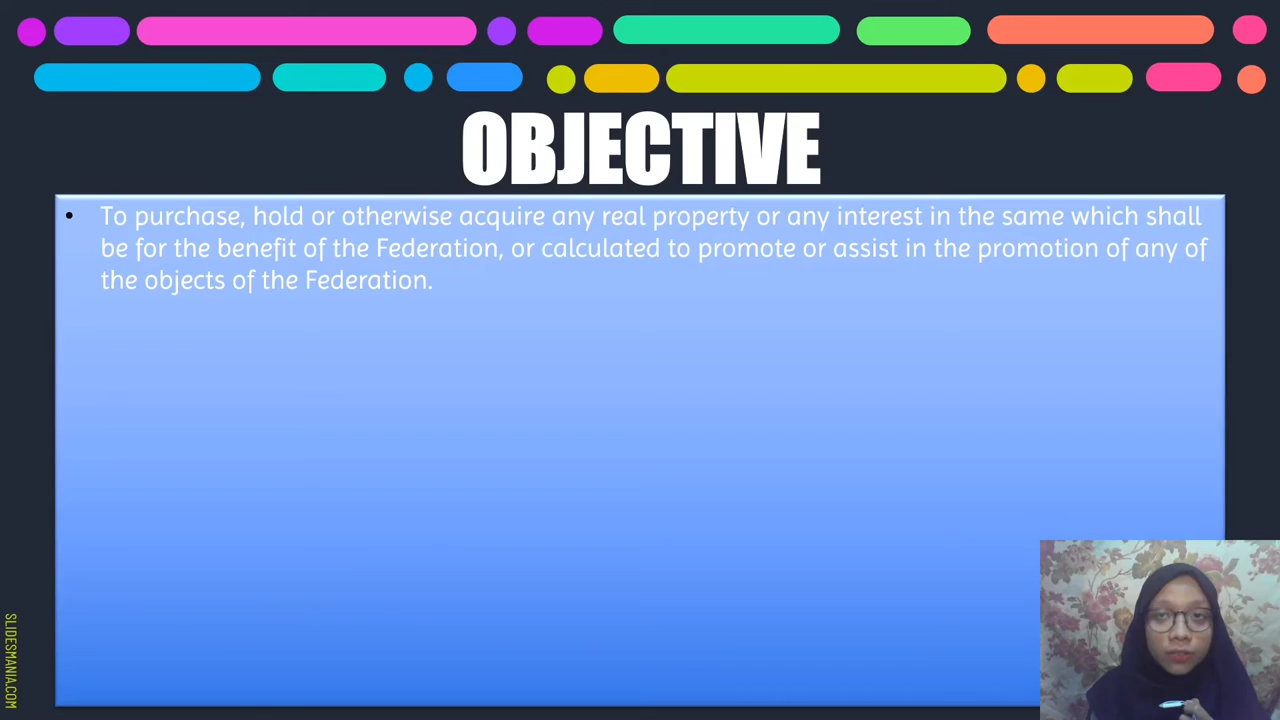 OBJECTIVE
• To purchase, hold or otherwise acquire any real property or any interest in the same which shall
be for the benefit of the Federation, or calculated to promote or assist in the promotion of any of
the objects of the Federation.
SLIDESMANIA.COM